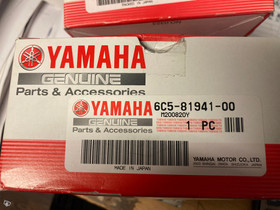 YAMAHA
GENUINE
Parts & Accessories
YAMAHA 6C5-81941-00
GENUINE M200820Y
Parts & Accessories 1 PC
MADE IN JAPAN YAMAHA MOTOR CO., LTD.